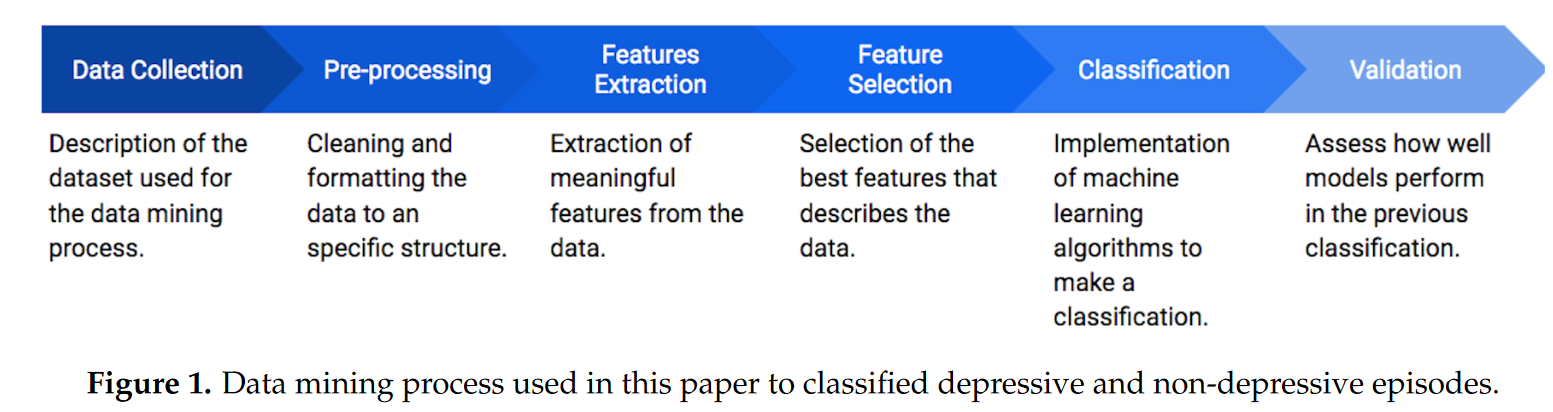 Data Collection
Pre-processing
Features
Extraction
Feature
Selection
Classification
Validation
Description of the
dataset used for
the data mining
process.
Cleaning and
formatting the
data to an
specific structure.
Extraction of
meaningful
features from the
data.
Selection of the
best features that
describes the
data.
Implementation
of machine
learning
algorithms to
make a
classification.
Assess how well
models perform
in the previous
classification.
Figure 1. Data mining process used in this paper to classified depressive and non-depressive episodes.